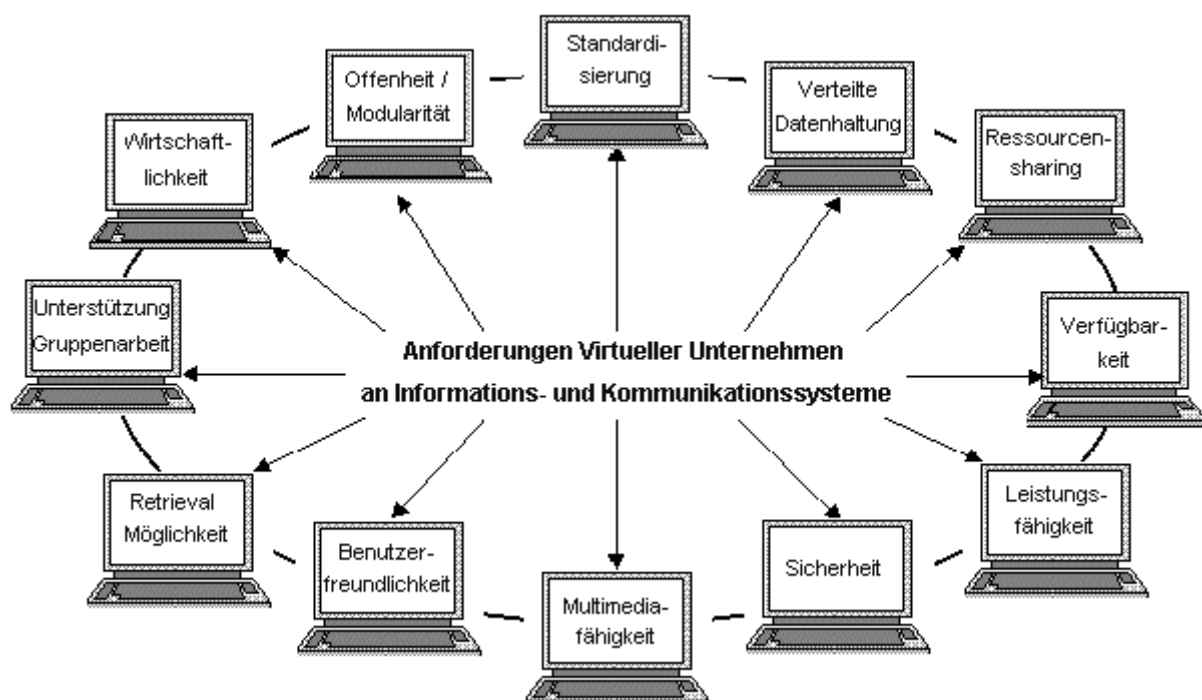 Standardi-
sierung
Offenheit /
Modularität
Verteilte
Datenhaltung
Wirtschaft-
lichkeit
Ressourcen-
sharing
Unterstützung
Gruppenarbeit
Verfügbar-
keit
Anforderungen Virtueller Unternehmen
an Informations- und Kommunikationssysteme
Retrieval
Möglichkeit
Leistungs-
fähigkeit
Benutzer-
freundlichkeit
Sicherheit
Multimedia-
fähigkeit